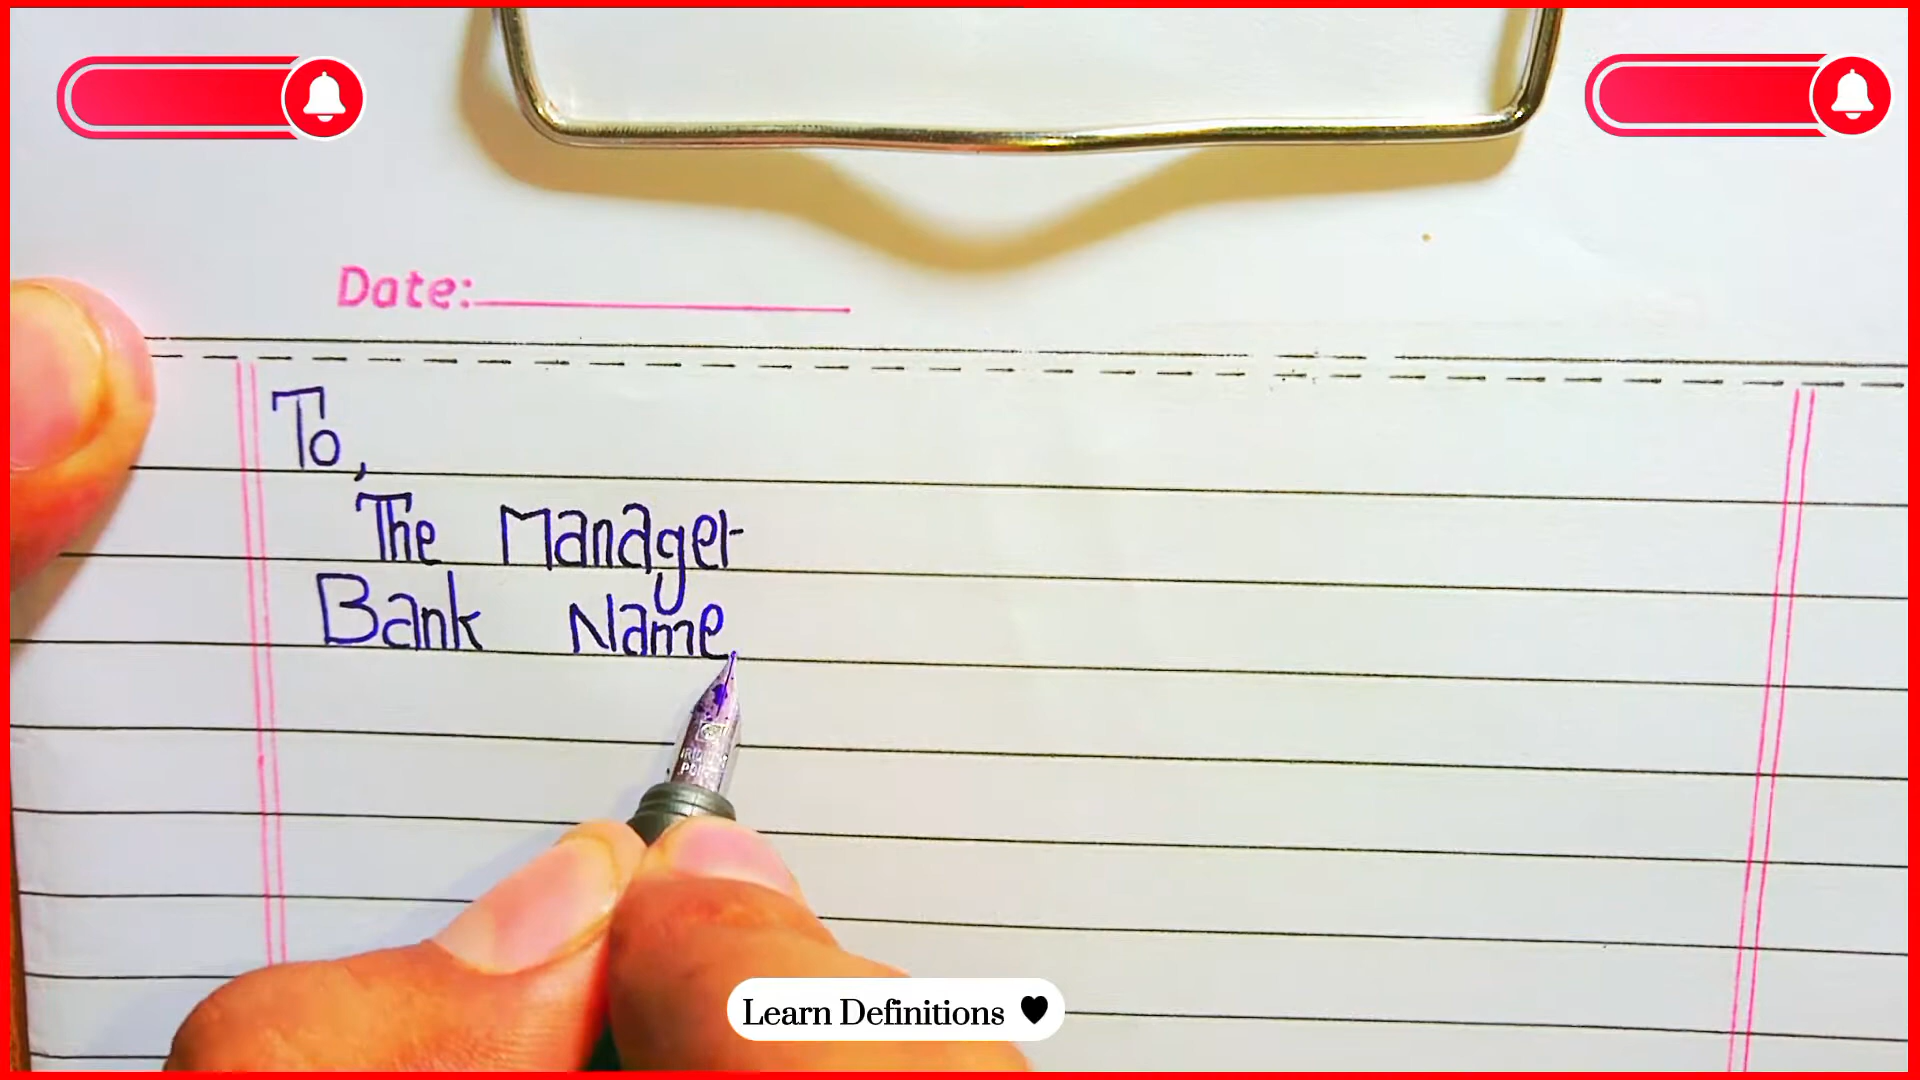 Date:
To,
The Manager
Bank Name
Learn Definitions